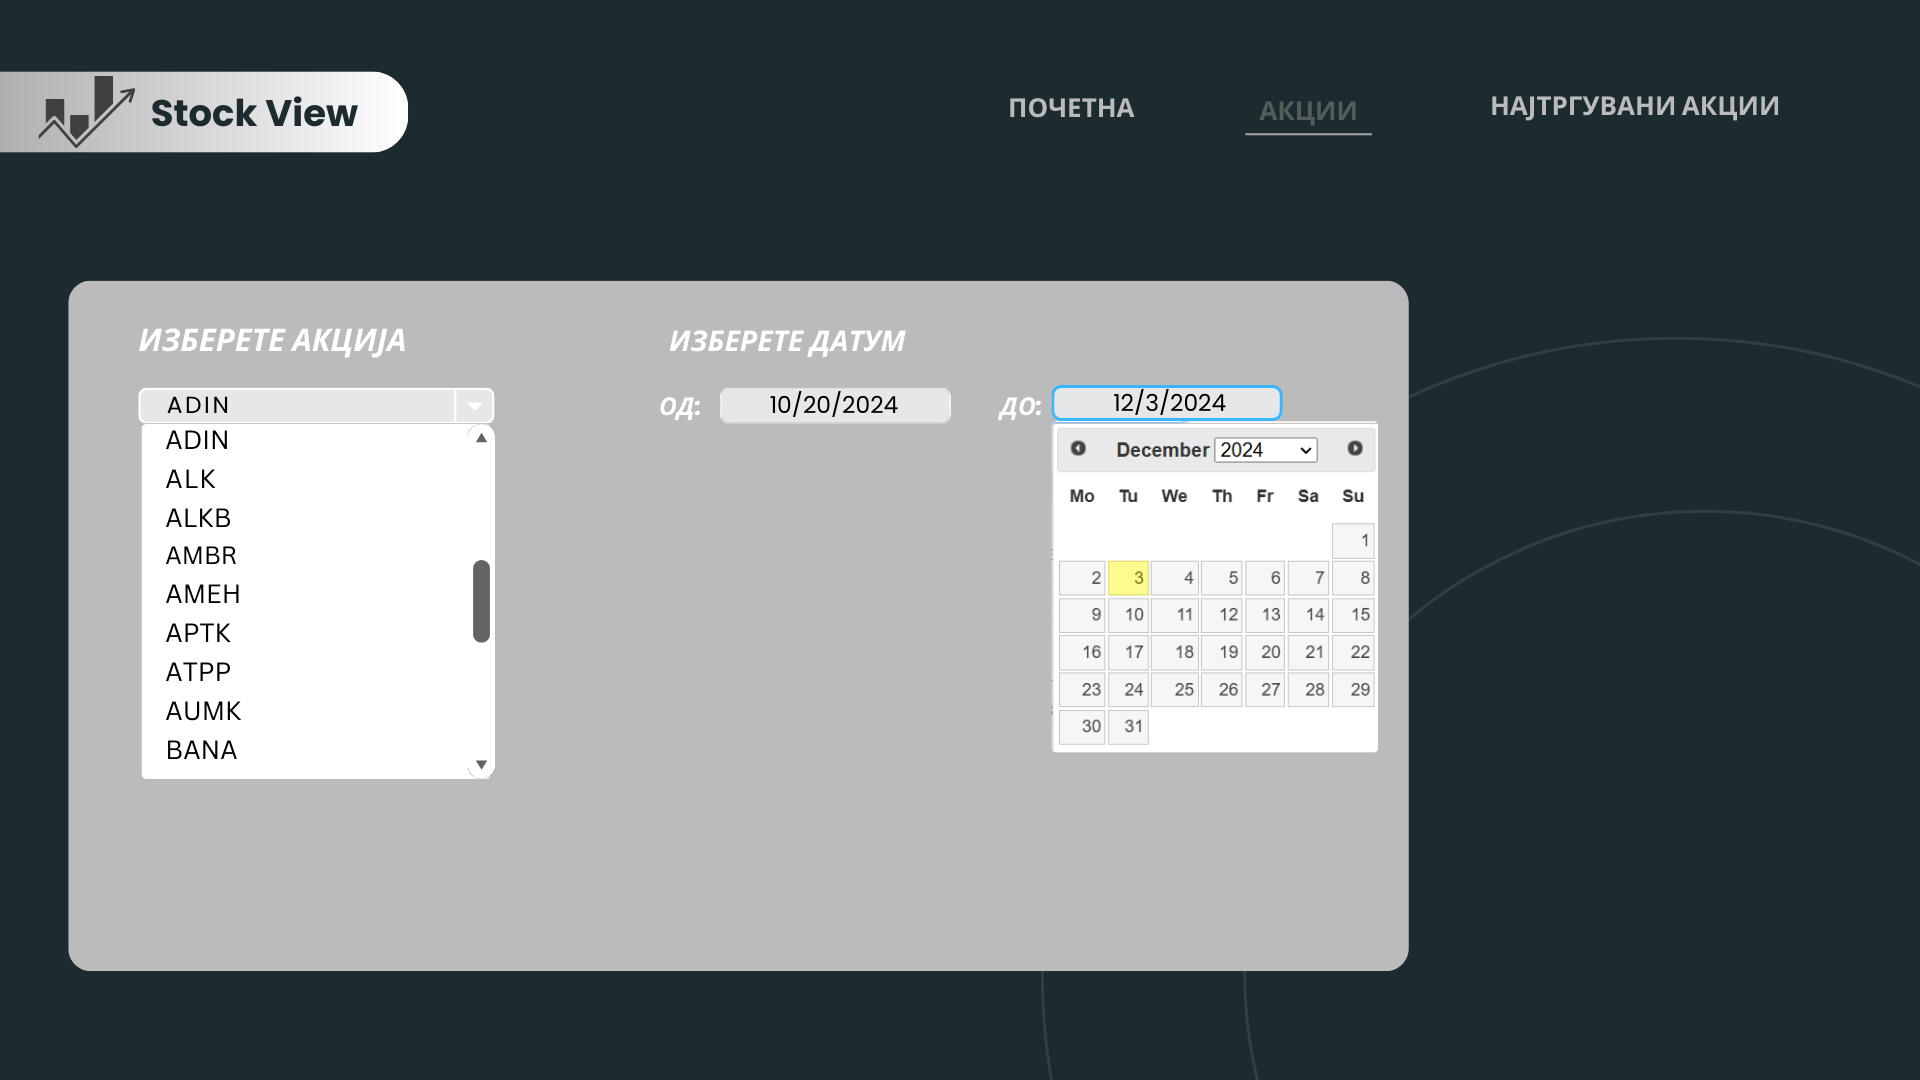 Stock View
ПОЧЕТНА
АКЦИИ
НАЈТРГУВАНИ АКЦИИ
ИЗБЕРЕТЕ АКЦИЈА
ИЗБЕРЕТЕ ДАТУМ
ADIN
ОД: 10/20/2024
ДО: 12/3/2024
ADIN
ALK
ALKB
AMBR
AMEH
APTK
ATPP
AUMK
BANA
December 2024
Mo Tu We Th Fr Sa Su
1
2 3 4 5 6 7 8
9 10 11 12 13 14 15
16 17 18 19 20 21 22
23 24 25 26 27 28 29
30 31